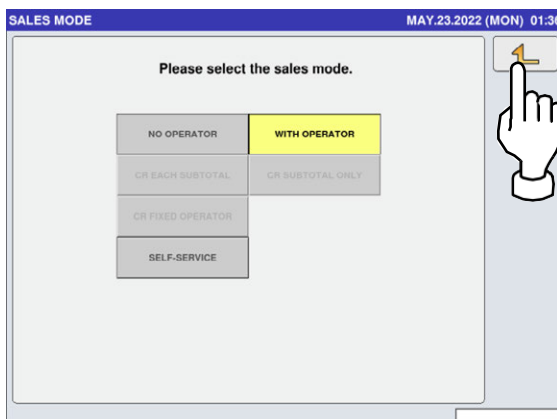 SALES MODE MAY.23.2022 (MON) 01:36
Please select the sales mode.
NO OPERATOR WITH OPERATOR
CR EACH SUBTOTAL CR SUBTOTAL ONLY
CR FIXED OPERATOR
SELF-SERVICE